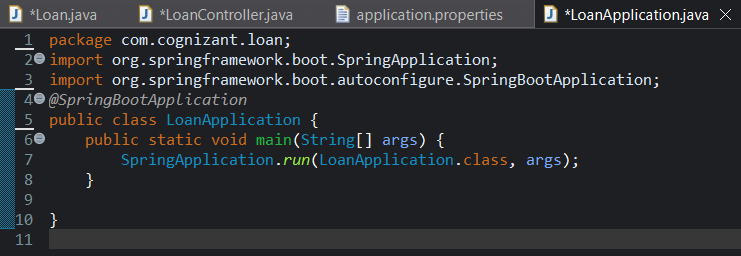 *Loan.java *LoanController.java application.properties *LoanApplication.java
1 package com.cognizant.loan;
2 import org.springframework.boot.SpringApplication;
3 import org.springframework.boot.autoconfigure.SpringBootApplication;
4 @SpringBootApplication
5 public class LoanApplication {
6     public static void main(String[] args) {
7         SpringApplication.run(LoanApplication.class, args);
8     }
9
10 }
11